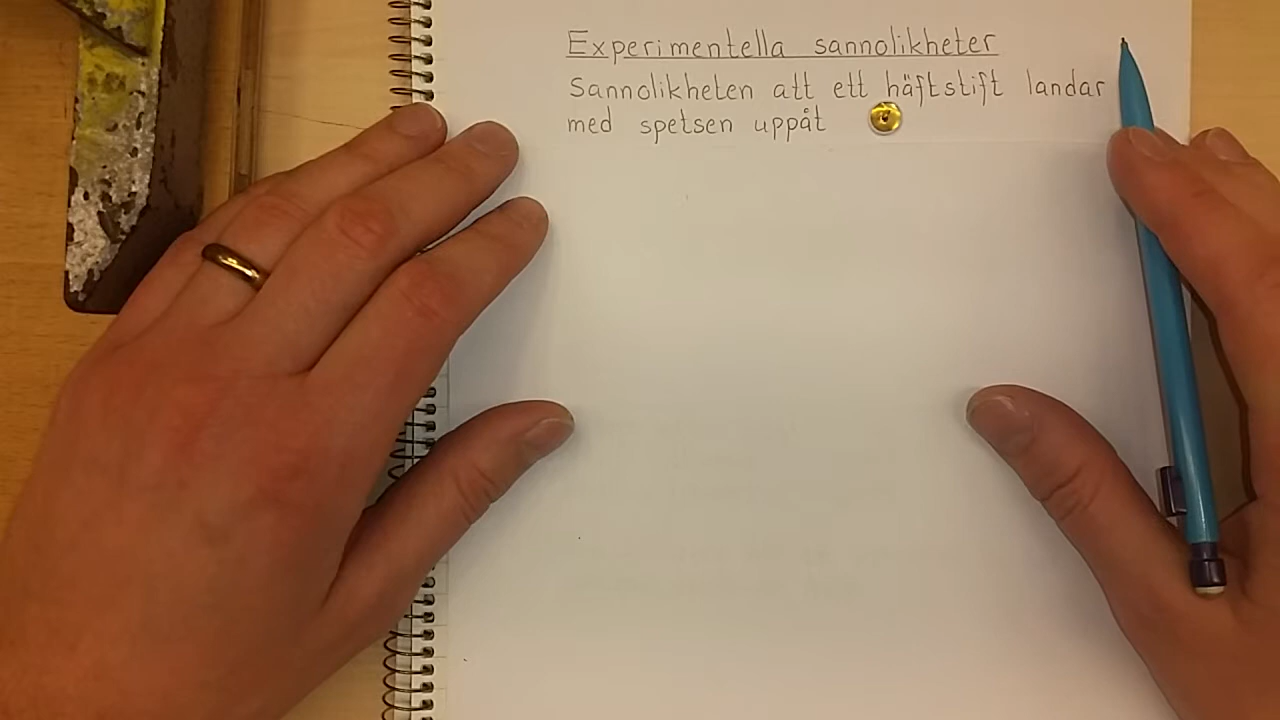 Experimentella sannolikheter
Sannolikheten att ett häftstift landar
med spetsen uppåt